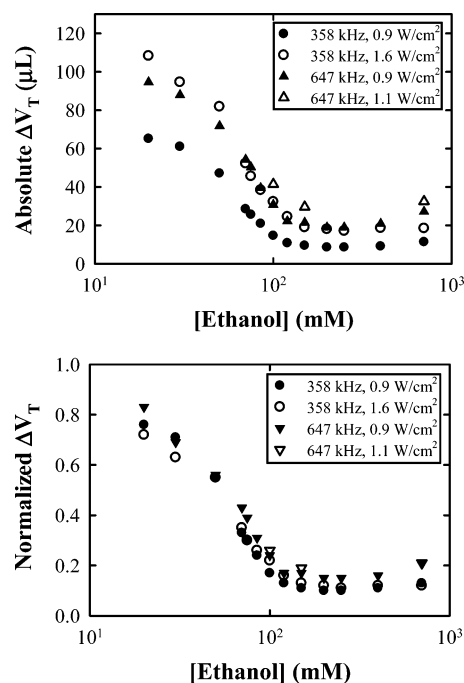 120
100
80
60
40
20
0
Absolute ΔV_T (µL)
358 kHz, 0.9 W/cm²
358 kHz, 1.6 W/cm²
647 kHz, 0.9 W/cm²
647 kHz, 1.1 W/cm²
10¹ 10² 10³
[Ethanol] (mM)
1.0
0.8
0.6
0.4
0.2
0.0
Normalized ΔV_T
358 kHz, 0.9 W/cm²
358 kHz, 1.6 W/cm²
647 kHz, 0.9 W/cm²
647 kHz, 1.1 W/cm²
10¹ 10² 10³
[Ethanol] (mM)